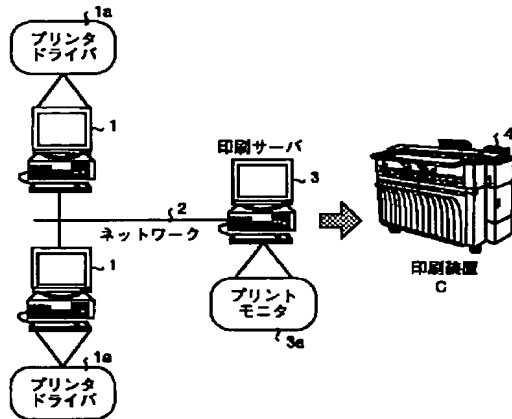 1a
プリンタ
ドライバ
1
印刷サーバ
3
4
2
ネットワーク
1
印刷装置
C
プリント
モニタ
3a
1a
プリンタ
ドライバ